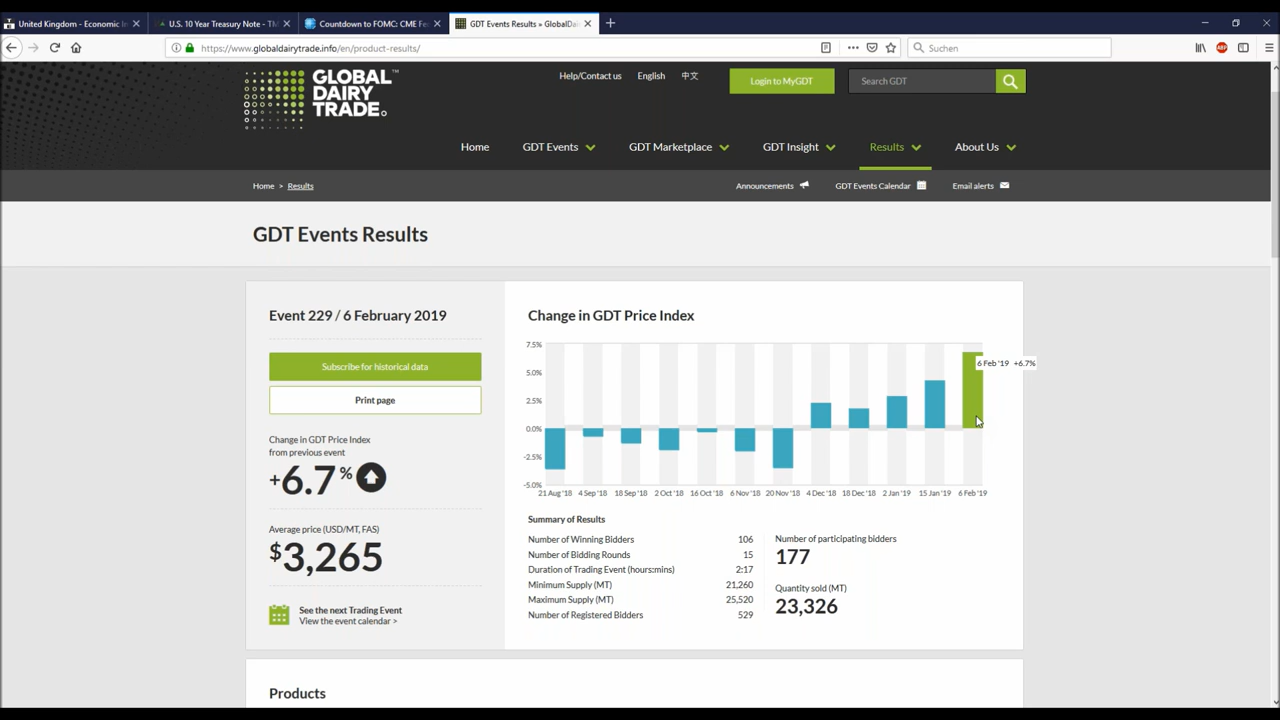 United Kingdom - Economic In
U.S. 10 Year Treasury Note - TM
Countdown to FOMC: CME Fe
GDT Events Results » GlobalDai
https://www.globaldairytrade.info/en/product-results/
Suchen
ABP
GLOBAL
DAIRY
TRADE
TM
Help/Contact us
English
中文
Login to MyGDT
Search GDT
Home
GDT Events
GDT Marketplace
GDT Insight
Results
About Us
Home > Results
Announcements
GDT Events Calendar
Email alerts
GDT Events Results
Event 229 / 6 February 2019
Subscribe for historical data
Print page
Change in GDT Price Index
from previous event
+6.7%
Average price (USD/MT, FAS)
$3,265
See the next Trading Event
View the event calendar >
Change in GDT Price Index
7.5%
5.0%
2.5%
0.0%
-2.5%
-5.0%
6 Feb '19 +6.7%
21 Aug '18 4 Sep '18 18 Sep '18 2 Oct '18 16 Oct '18 6 Nov '18 20 Nov '18 4 Dec '18 18 Dec '18 2 Jan '19 15 Jan '19 6 Feb '19
Summary of Results
Number of Winning Bidders 106
Number of Bidding Rounds 15
Duration of Trading Event (hours:mins) 2:17
Minimum Supply (MT) 21,260
Maximum Supply (MT) 25,520
Number of Registered Bidders 529
Number of participating bidders
177
Quantity sold (MT)
23,326
Products